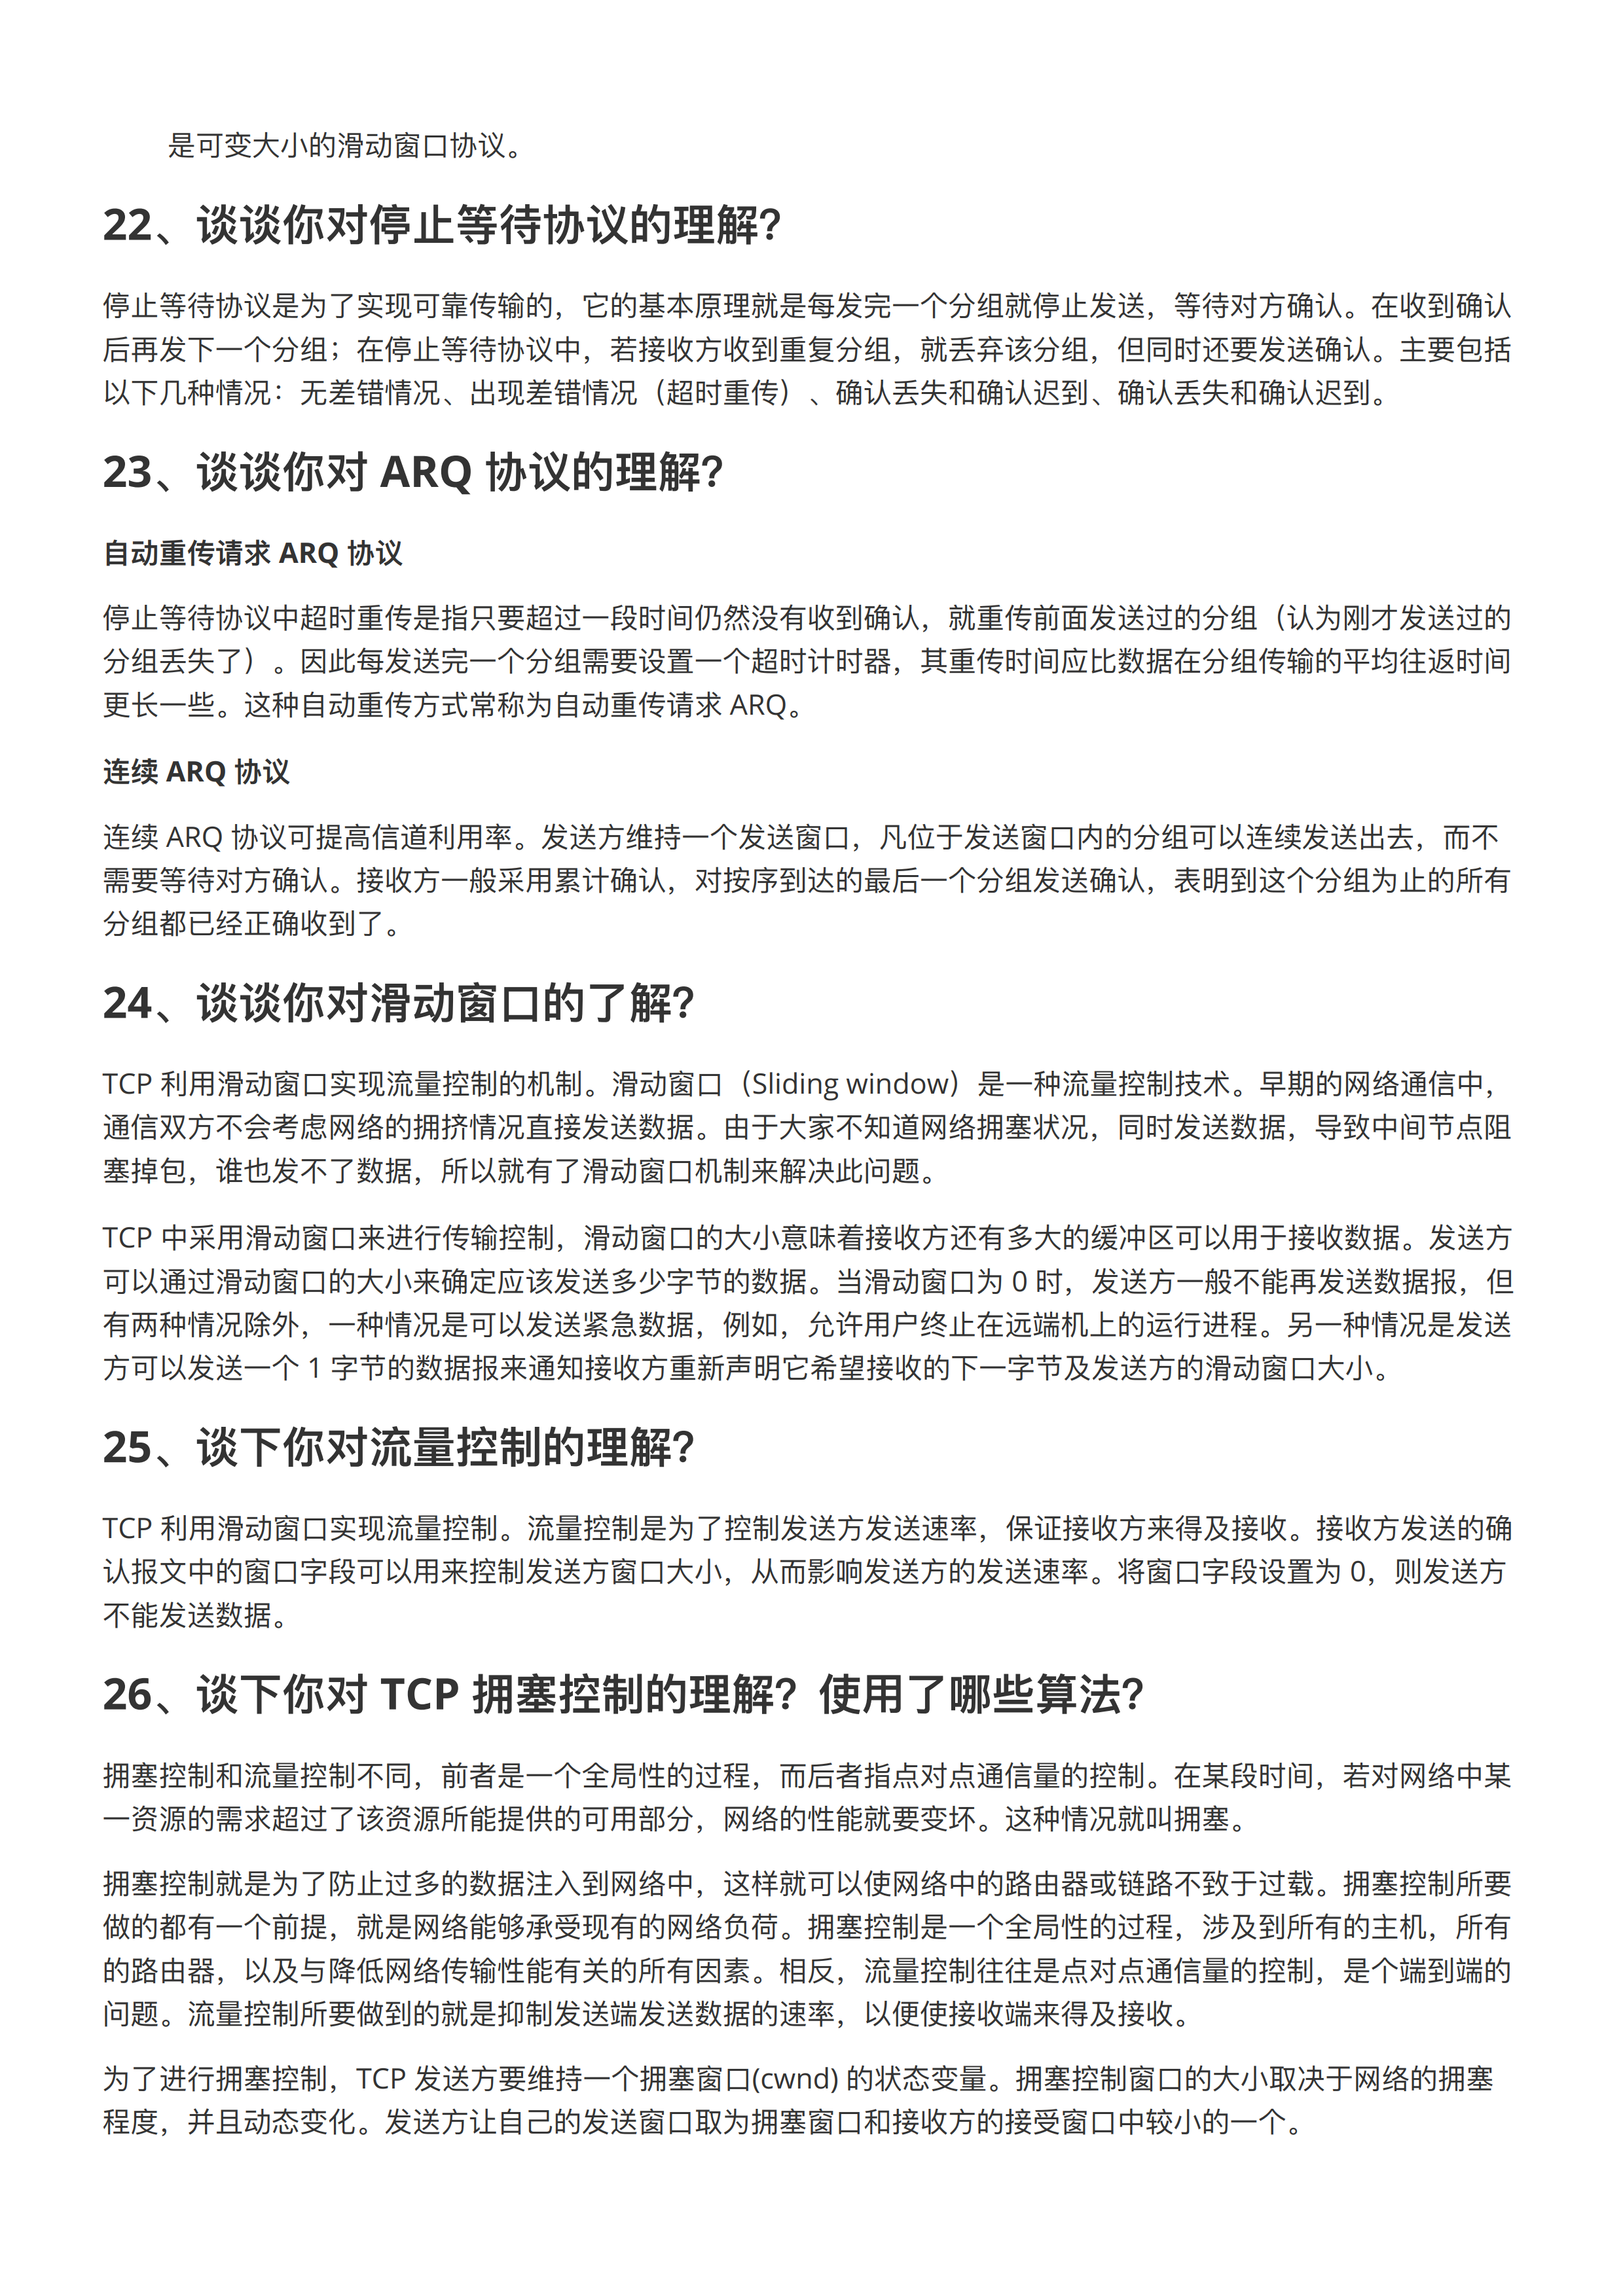 是可变大小的滑动窗口协议。
22、谈谈你对停止等待协议的理解？
停止等待协议是为了实现可靠传输的，它的基本原理就是每发完一个分组就停止发送，等待对方确认。在收到确认
后再发下一个分组；在停止等待协议中，若接收方收到重复分组，就丢弃该分组，但同时还要发送确认。主要包括
以下几种情况：无差错情况、出现差错情况（超时重传）、确认丢失和确认迟到、确认丢失和确认迟到。
23、谈谈你对 ARQ 协议的理解？
自动重传请求 ARQ 协议
停止等待协议中超时重传是指只要超过一段时间仍然没有收到确认，就重传前面发送过的分组（认为刚才发送过的
分组丢失了）。因此每发送完一个分组需要设置一个超时计时器，其重传时间应比数据在分组传输的平均往返时间
更长一些。这种自动重传方式常称为自动重传请求 ARQ。
连续 ARQ 协议
连续 ARQ 协议可提高信道利用率。发送方维持一个发送窗口，凡位于发送窗口内的分组可以连续发送出去，而不
需要等待对方确认。接收方一般采用累计确认，对按序到达的最后一个分组发送确认，表明到这个分组为止的所有
分组都已经正确收到了。
24、谈谈你对滑动窗口的了解？
TCP 利用滑动窗口实现流量控制的机制。滑动窗口（Sliding window）是一种流量控制技术。早期的网络通信中，
通信双方不会考虑网络的拥挤情况直接发送数据。由于大家不知道网络拥塞状况，同时发送数据，导致中间节点阻
塞掉包，谁也发不了数据，所以就有了滑动窗口机制来解决此问题。
TCP 中采用滑动窗口来进行传输控制，滑动窗口的大小意味着接收方还有多大的缓冲区可以用于接收数据。发送方
可以通过滑动窗口的大小来确定应该发送多少字节的数据。当滑动窗口为 0 时，发送方一般不能再发送数据报，但
有两种情况除外，一种情况是可以发送紧急数据，例如，允许用户终止在远端机上的运行进程。另一种情况是发送
方可以发送一个 1 字节的数据报来通知接收方重新声明它希望接收的下一字节及发送方的滑动窗口大小。
25、谈下你对流量控制的理解？
TCP 利用滑动窗口实现流量控制。流量控制是为了控制发送方发送速率，保证接收方来得及接收。接收方发送的确
认报文中的窗口字段可以用来控制发送方窗口大小，从而影响发送方的发送速率。将窗口字段设置为 0，则发送方
不能发送数据。
26、谈下你对 TCP 拥塞控制的理解？使用了哪些算法？
拥塞控制和流量控制不同，前者是一个全局性的过程，而后者指点对点通信量的控制。在某段时间，若对网络中某
一资源的需求超过了该资源所能提供的可用部分，网络的性能就要变坏。这种情况就叫拥塞。
拥塞控制就是为了防止过多的数据注入到网络中，这样就可以使网络中的路由器或链路不致于过载。拥塞控制所要
做的都有一个前提，就是网络能够承受现有的网络负荷。拥塞控制是一个全局性的过程，涉及到所有的主机，所有
的路由器，以及与降低网络传输性能有关的所有因素。相反，流量控制往往是点对点通信量的控制，是个端到端的
问题。流量控制所要做到的就是抑制发送端发送数据的速率，以便使接收端来得及接收。
为了进行拥塞控制，TCP 发送方要维持一个拥塞窗口(cwnd) 的状态变量。拥塞控制窗口的大小取决于网络的拥塞
程度，并且动态变化。发送方让自己的发送窗口取为拥塞窗口和接收方的接受窗口中较小的一个。